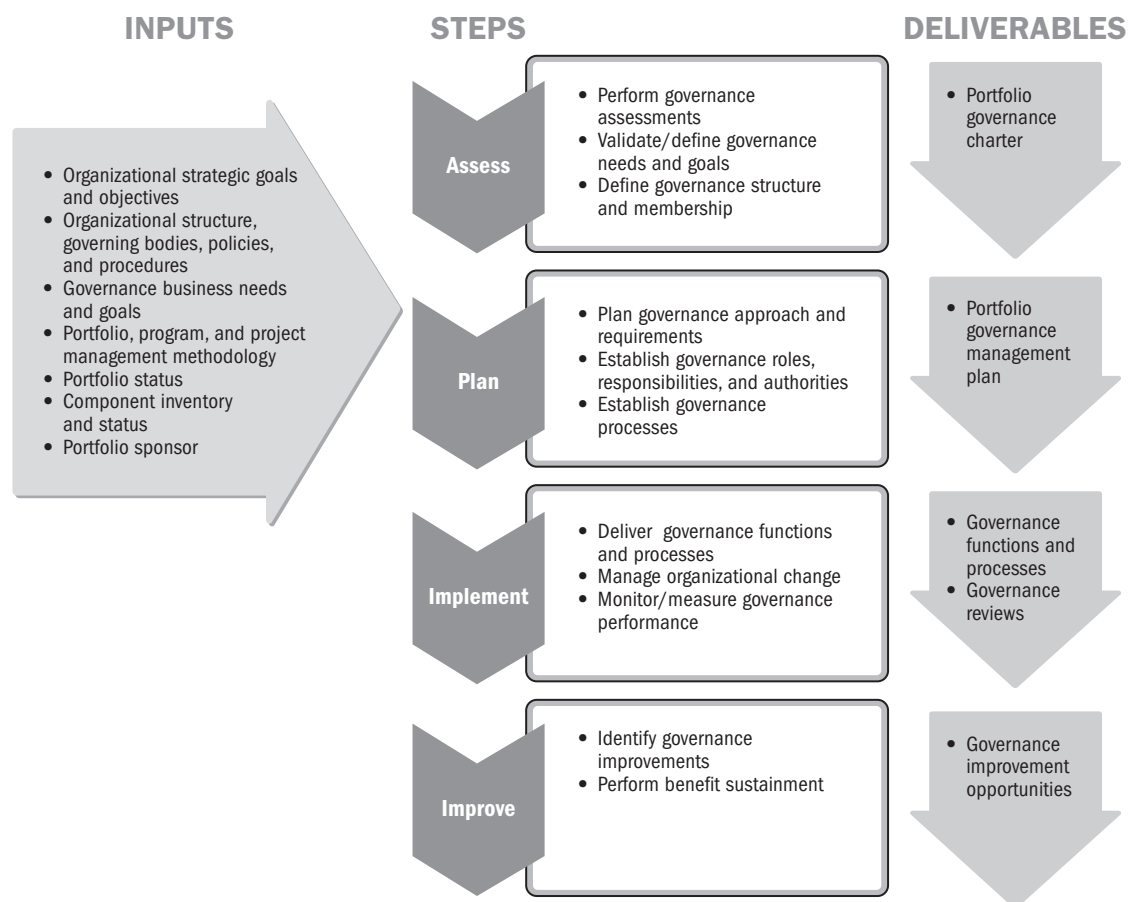 INPUTS
STEPS
DELIVERABLES
• Organizational strategic goals
and objectives
• Organizational structure,
governing bodies, policies,
and procedures
• Governance business needs
and goals
• Portfolio, program, and project
management methodology
• Portfolio status
• Component inventory
and status
• Portfolio sponsor
Assess
• Perform governance
assessments
• Validate/define governance
needs and goals
• Define governance structure
and membership
• Portfolio
governance
charter
Plan
• Plan governance approach and
requirements
• Establish governance roles,
responsibilities, and authorities
• Establish governance
processes
• Portfolio
governance
management
plan
Implement
• Deliver governance functions
and processes
• Manage organizational change
• Monitor/measure governance
performance
• Governance
functions and
processes
• Governance
reviews
Improve
• Identify governance
improvements
• Perform benefit sustainment
• Governance
improvement
opportunities